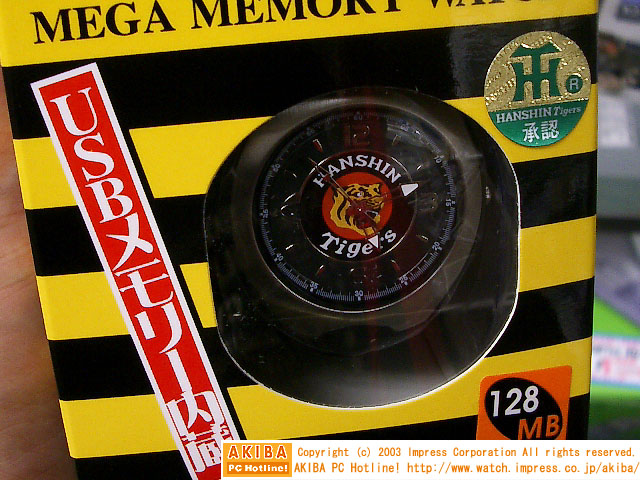 MEGA MEMORY WATCH
USBメモリー内蔵
HANSHIN
Tigers
HANSHIN Tigers
承認
R
128
MB
AKIBA
PC Hotline!
Copyright (c) 2003 Impress Corporation All rights reserved.
AKIBA PC Hotline! http://www.watch.impress.co.jp/akiba/